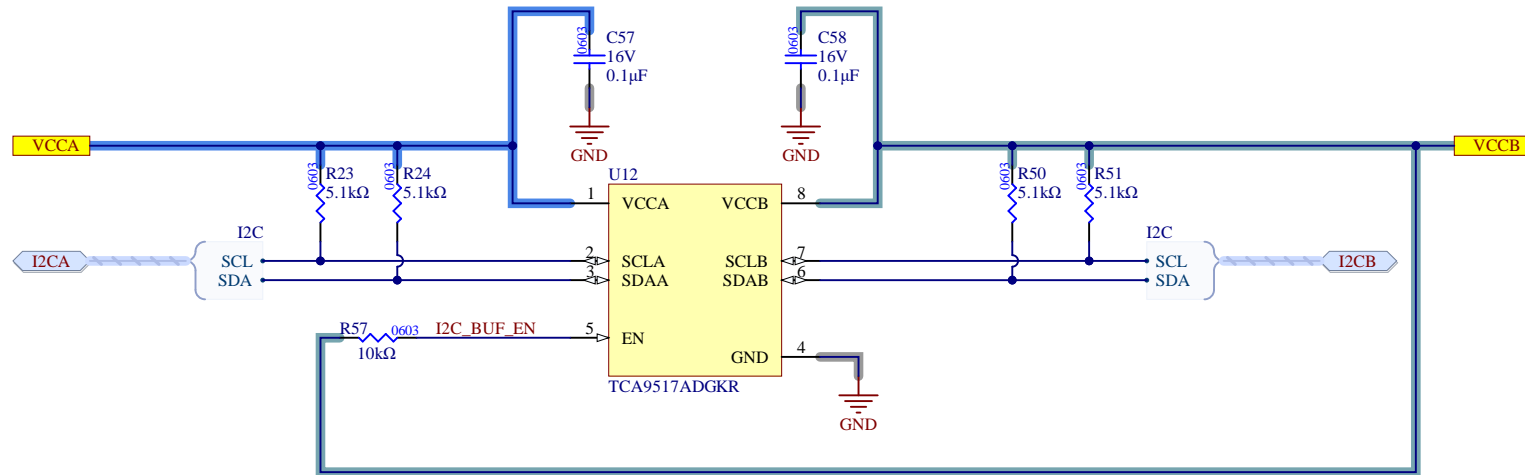 0603
C57
16V
0.1µF
GND
0603
C58
16V
0.1µF
GND
VCCA
VCCB
0603
R23
5.1kΩ
0603
R24
5.1kΩ
U12
1
VCCA
VCCB
8
0603
R50
5.1kΩ
0603
R51
5.1kΩ
I2CA
I2C
SCL
SDA
2
SCLA
3
SDAA
SCLB
7
SDAB
6
I2C
SCL
SDA
I2CB
R57
0603
10kΩ
I2C_BUF_EN
5
EN
GND
4
TCA9517ADGKR
GND